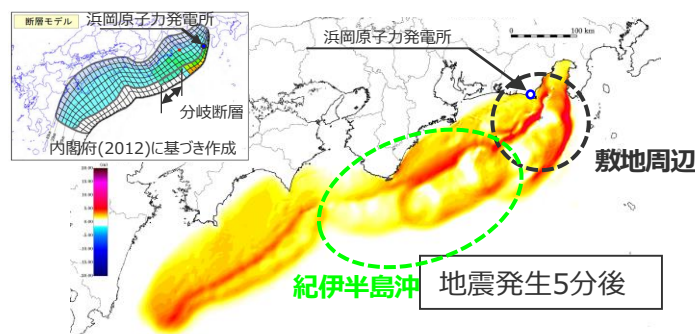 断層モデル
浜岡原子力発電所
分岐断層
内閣府(2012)に基づき作成
浜岡原子力発電所
0 100 km
敷地周辺
紀伊半島沖
地震発生5分後